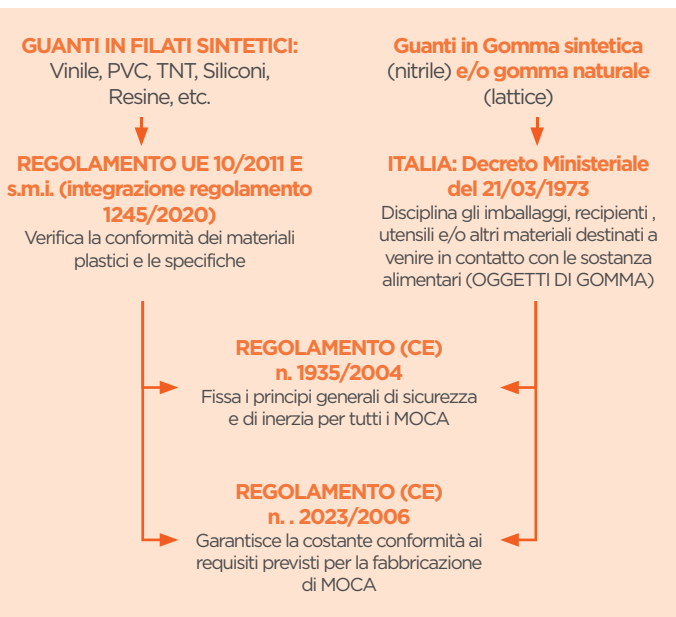 GUANTI IN FILATI SINTETICI:
Vinile, PVC, TNT, Siliconi,
Resine, etc.
REGOLAMENTO UE 10/2011 E
s.m.i. (integrazione regolamento
1245/2020)
Verifica la conformità dei materiali
plastici e le specifiche
Guanti in Gomma sintetica
(nitrile) e/o gomma naturale
(lattice)
ITALIA: Decreto Ministeriale
del 21/03/1973
Disciplina gli imballaggi, recipienti ,
utensili e/o altri materiali destinati a
venire in contatto con le sostanza
alimentari (OGGETTI DI GOMMA)
REGOLAMENTO (CE)
n. 1935/2004
Fissa i principi generali di sicurezza
e di inerzia per tutti i MOCA
REGOLAMENTO (CE)
n. . 2023/2006
Garantisce la costante conformità ai
requisiti previsti per la fabbricazione
di MOCA